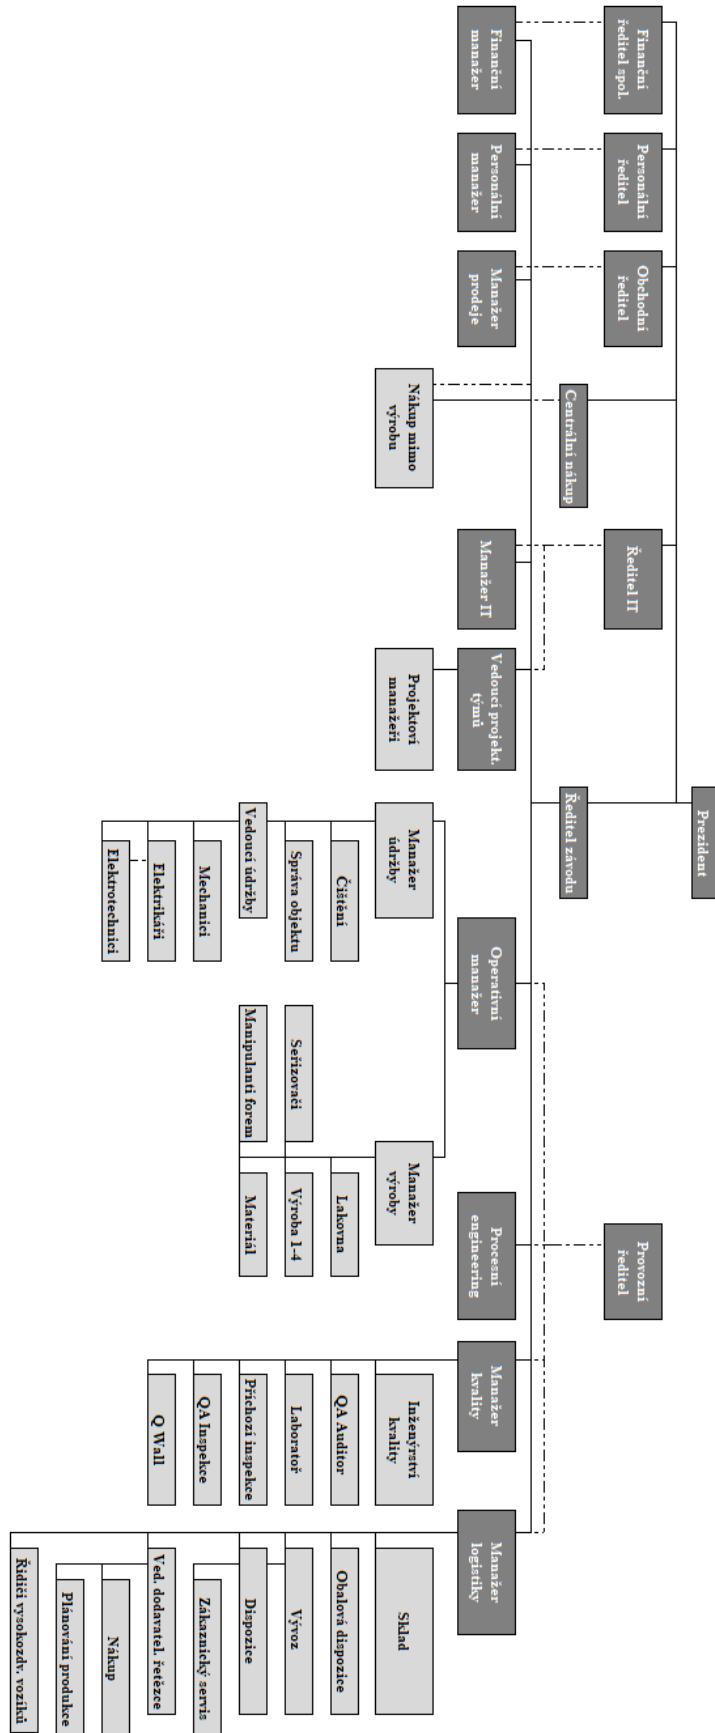 Prezident
Finanční
ředitel spol.
Personální
ředitel
Obchodní
ředitel
Ředitel IT
Provozní
ředitel
Centrální nákup
Ředitel závodu
Finanční
manažer
Personální
manažer
Manažer
prodeje
Manažer IT
Vedoucí projekt.
týmů
Operativní
manažer
Procesní
engineering
Manažer
kvality
Manažer
logistiky
Nákup mimo
výrobu
Projektoví
manažeři
Manažer
údržby
Manažer
výroby
Inženýrství
kvality
Sklad
Čištění
Lakovna
QA Auditor
Obalová dispozice
Správa objektu
Seřizovači
Výroba 1-4
Laboratoř
Vývoz
Vedoucí údržby
Manipulanti forem
Materiál
Příchozí inspekce
Dispozice
Mechanici
QA Inspekce
Zákaznický servis
Elektrikáři
Q Wall
Ved. dodavatel. řetězce
Elektrotechnici
Nákup
Plánování produkce
Řidiči vysokozdv. vozíků